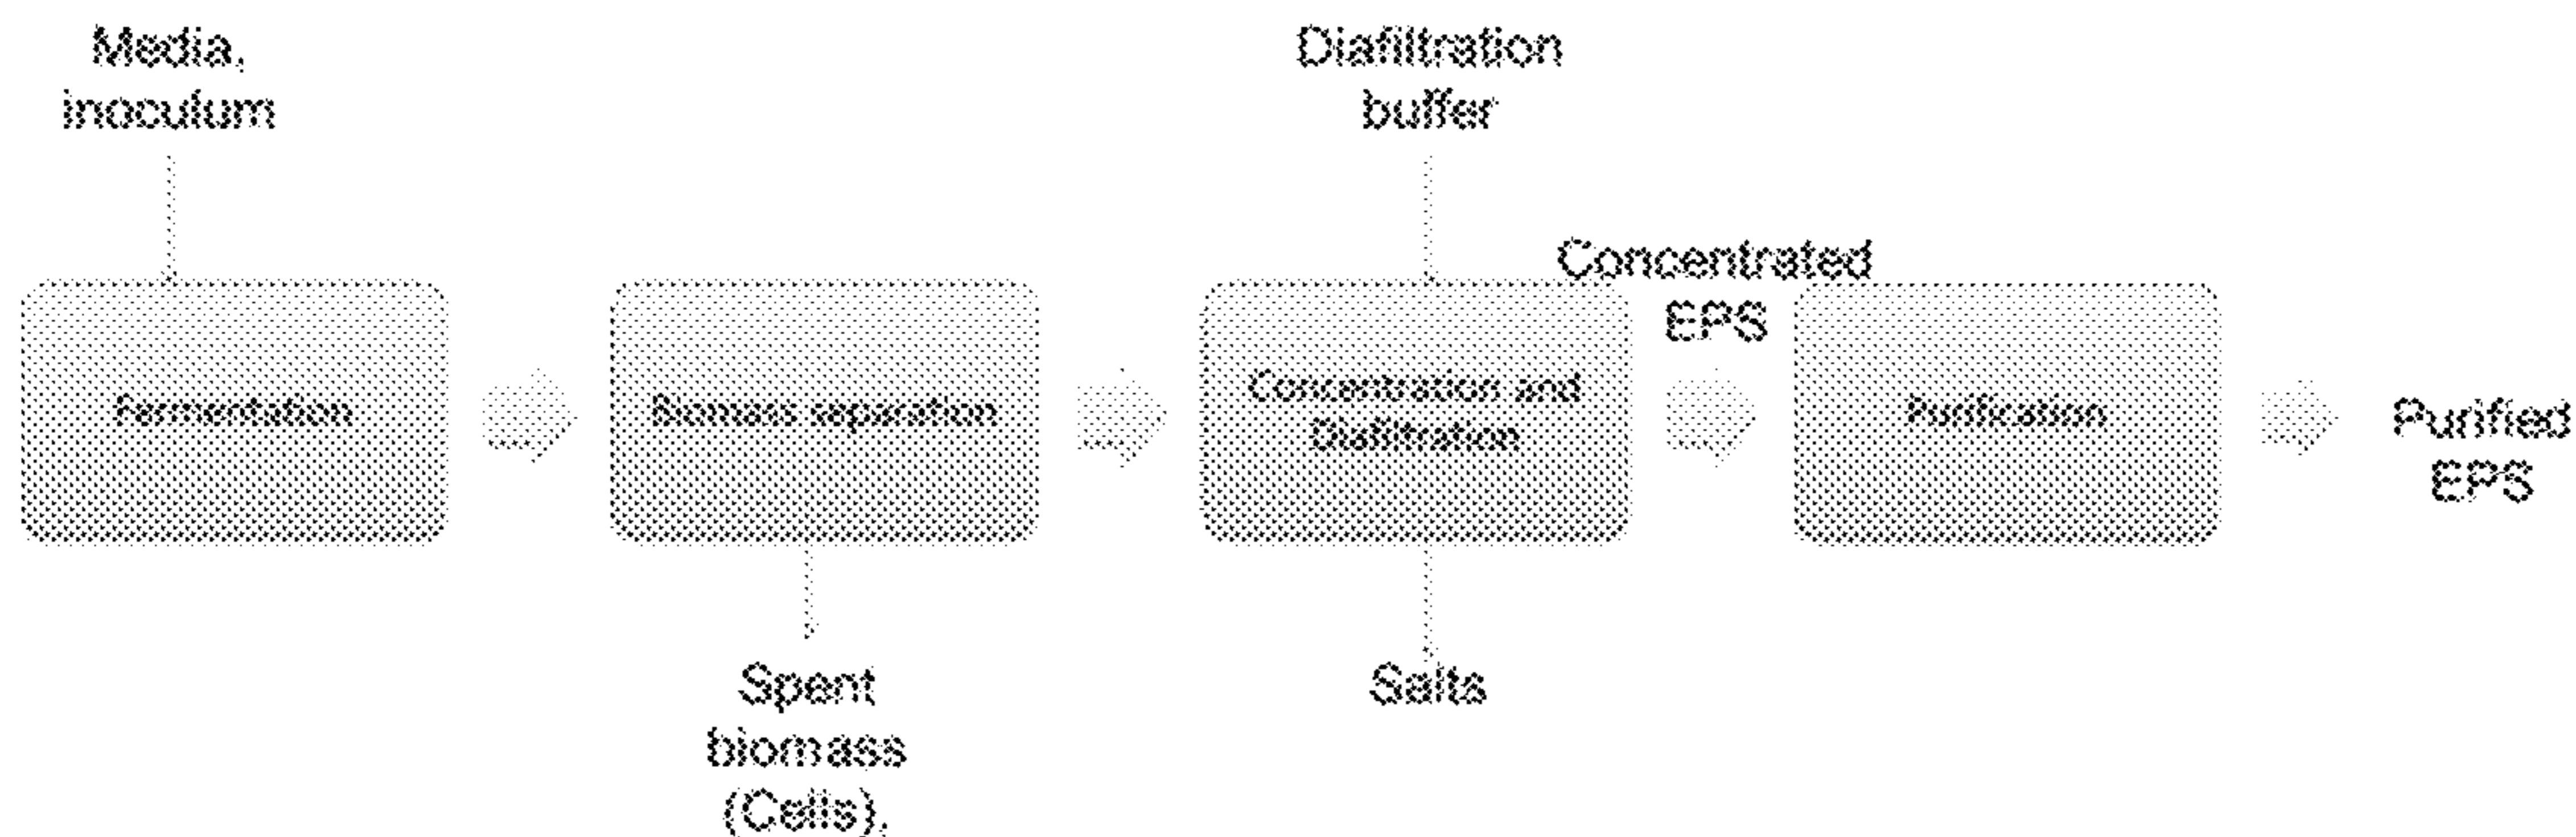 Media,
inoculum
Diafiltration
buffer
Concentrated
EPS
Fermentation
Biomass separation
Concentration and
Diafiltration
Purification
Purified
EPS
Spent
biomass
(Cells),
Salts